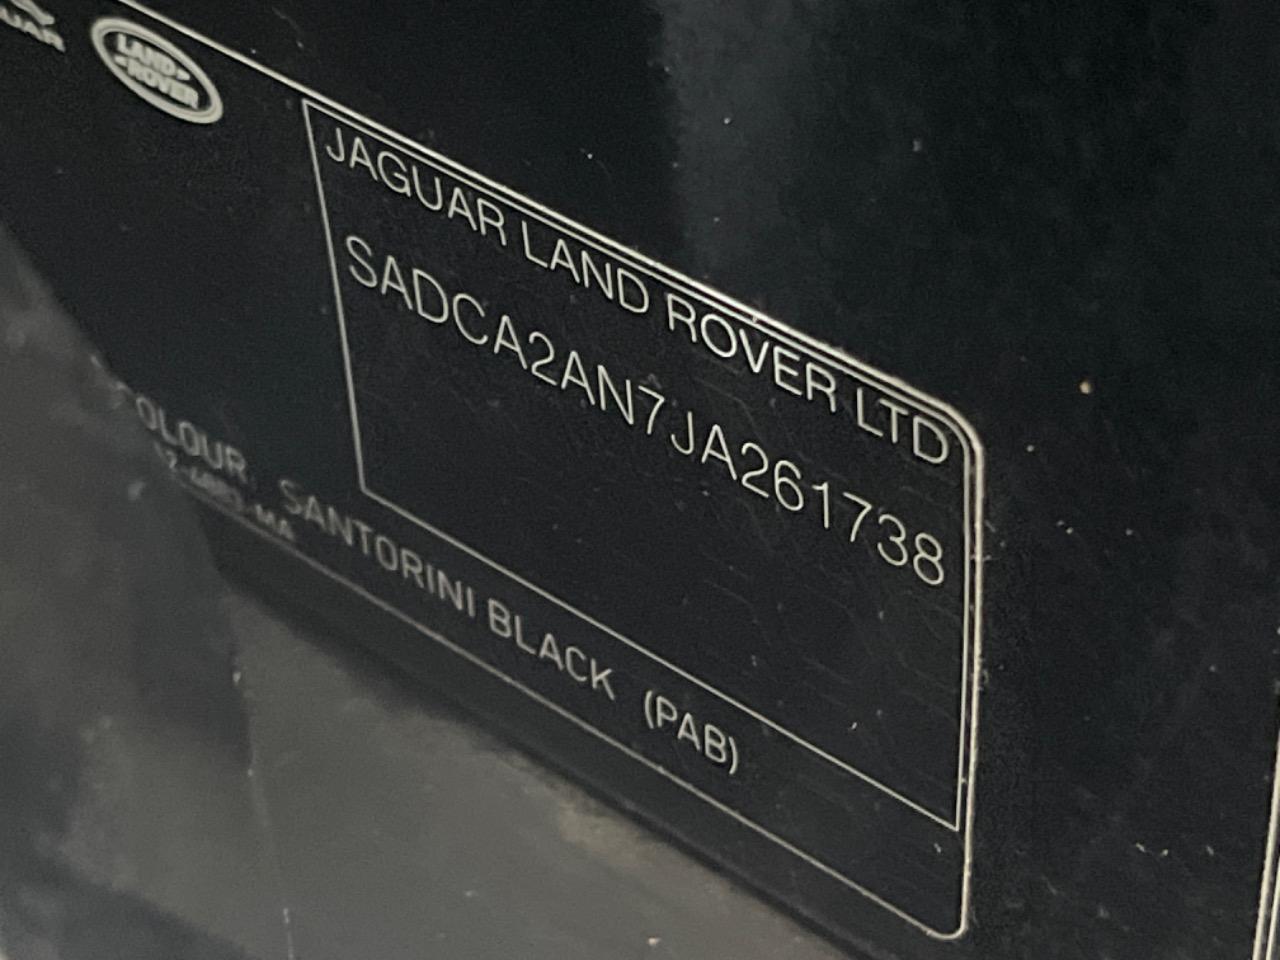 LAND
ROVER
JAGUAR LAND ROVER LTD
SADCA2AN7JA261738
COLOUR SANTORINI BLACK (PAB)